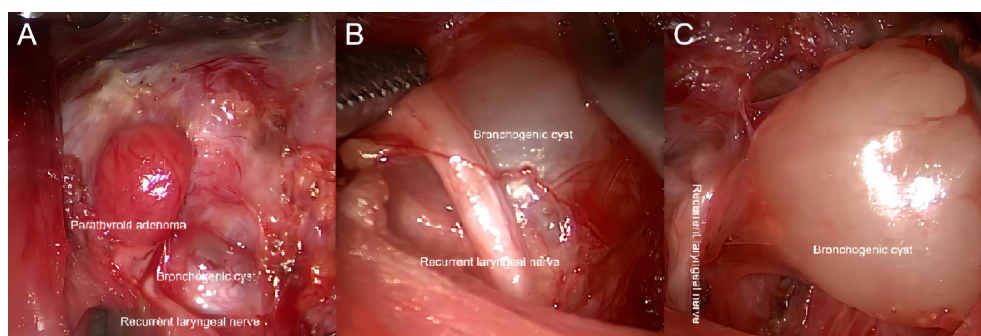 A
Parathyroid adenoma
Bronchogenic cyst
Recurrent laryngeal nerve
B
Bronchogenic cyst
Recurrent laryngeal nerve
C
Recurrent laryngeal nerve
Bronchogenic cyst